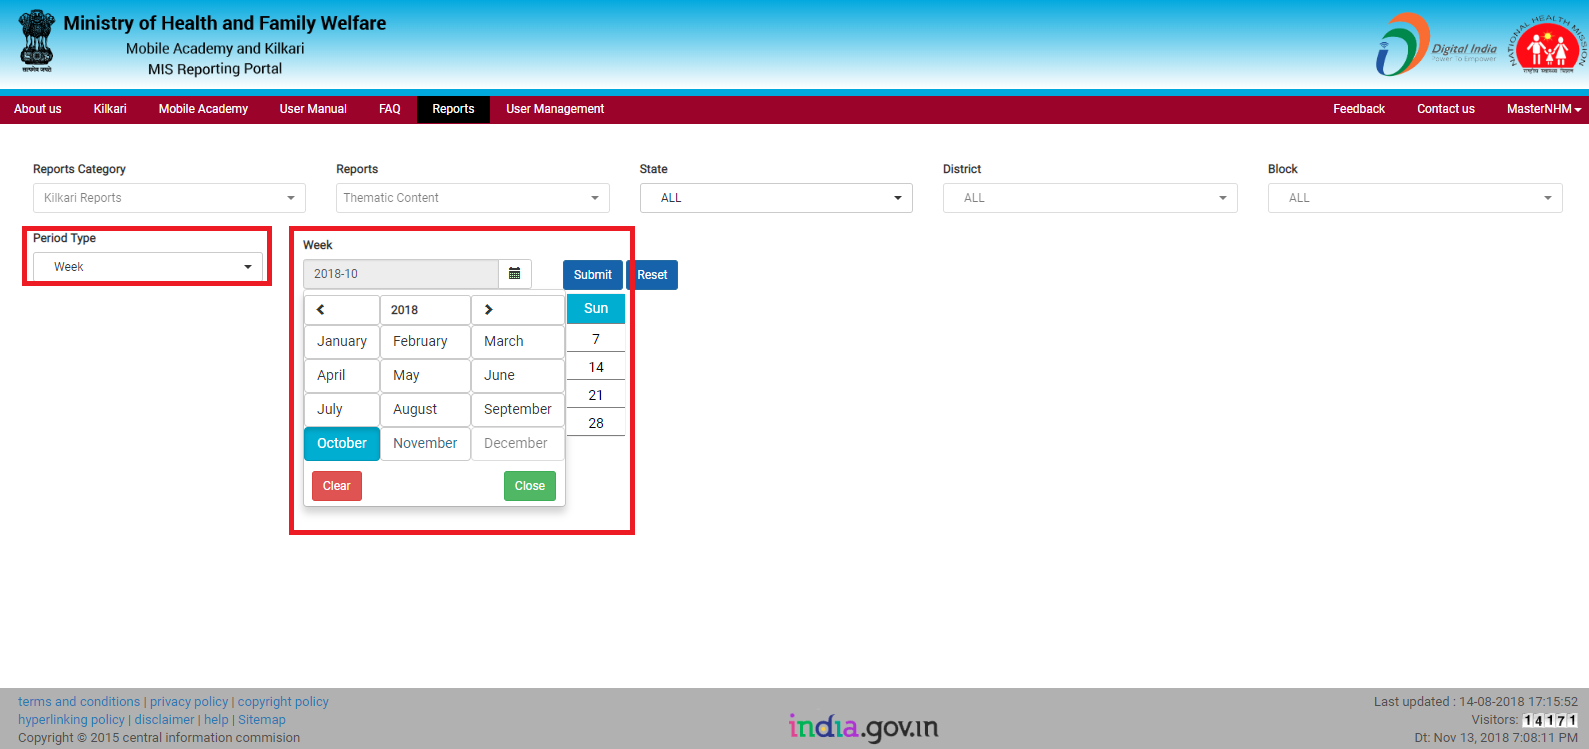 Ministry of Health and Family Welfare
Mobile Academy and Kilkari
MIS Reporting Portal
सत्यमेव जयते
Digital India
Power To Empower
NATIONAL HEALTH MISSION
राष्ट्रीय स्वास्थ्य मिशन
About us Kilkari Mobile Academy User Manual FAQ Reports User Management Feedback Contact us MasterNHM
Reports Category Reports State District Block
Kilkari Reports Thematic Content ALL ALL ALL
Period Type
Week
Week
2018-10 Submit Reset
2018 Sun
January February March 7
April May June 14
July August September 21
October November December 28
Clear Close
terms and conditions | privacy policy | copyright policy
hyperlinking policy | disclaimer | help | Sitemap
Copyright © 2015 central information commision
india.gov.in
Last updated : 14-08-2018 17:15:52
Visitors: 14171
Dt: Nov 13, 2018 7:08:11 PM